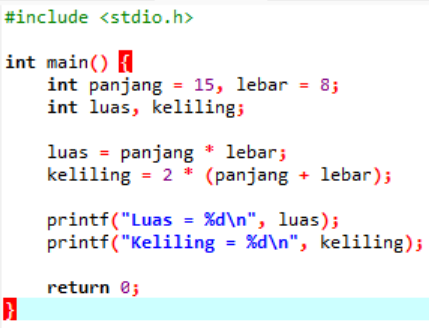 #include <stdio.h>
int main() {
    int panjang = 15, lebar = 8;
    int luas, keliling;
    luas = panjang * lebar;
    keliling = 2 * (panjang + lebar);
    printf("Luas = %d\n", luas);
    printf("Keliling = %d\n", keliling);
    return 0;
}